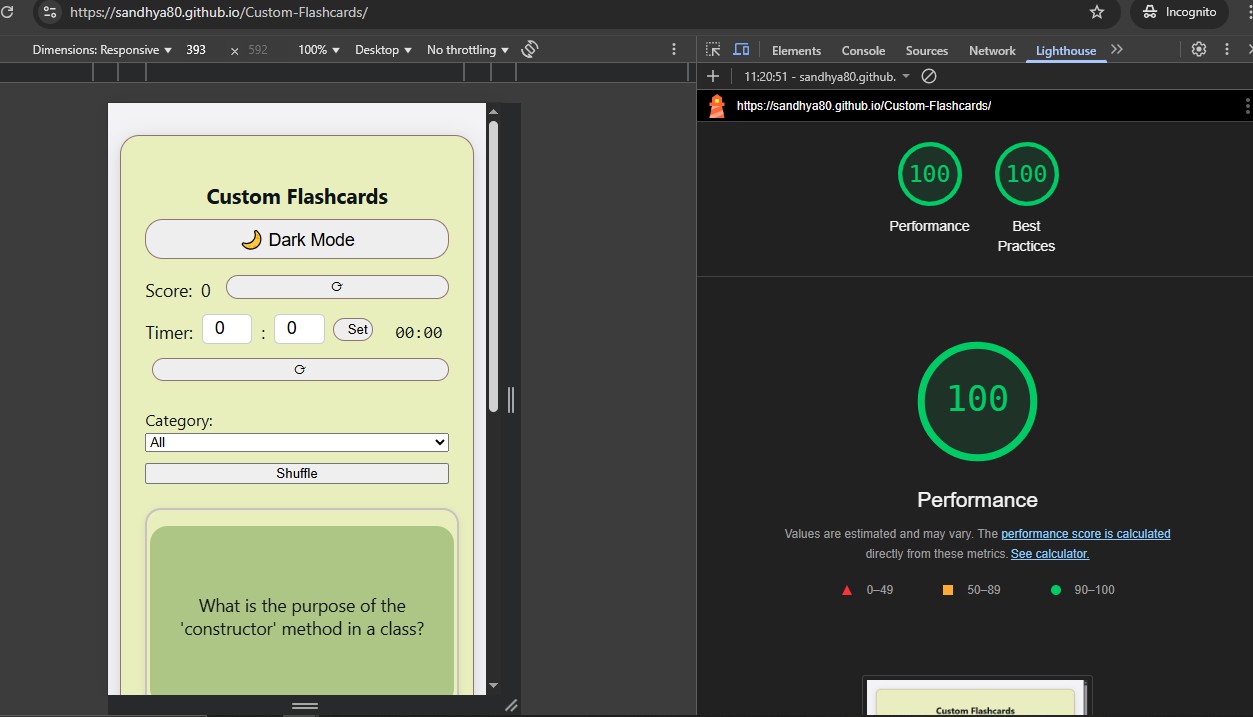 https://sandhya80.github.io/Custom-Flashcards/
Incognito
Dimensions: Responsive 393 × 592 100% Desktop No throttling
Elements Console Sources Network Lighthouse
11:20:51 - sandhya80.github.
https://sandhya80.github.io/Custom-Flashcards/
Custom Flashcards
🌙 Dark Mode
Score: 0 ⟳
Timer: 0 : 0 Set 00:00
⟳
Category:
All
Shuffle
What is the purpose of the
'constructor' method in a class?
100 100
Performance Best
Practices
100
Performance
Values are estimated and may vary. The performance score is calculated
directly from these metrics. See calculator.
0–49 50–89 90–100
Custom Flashcards